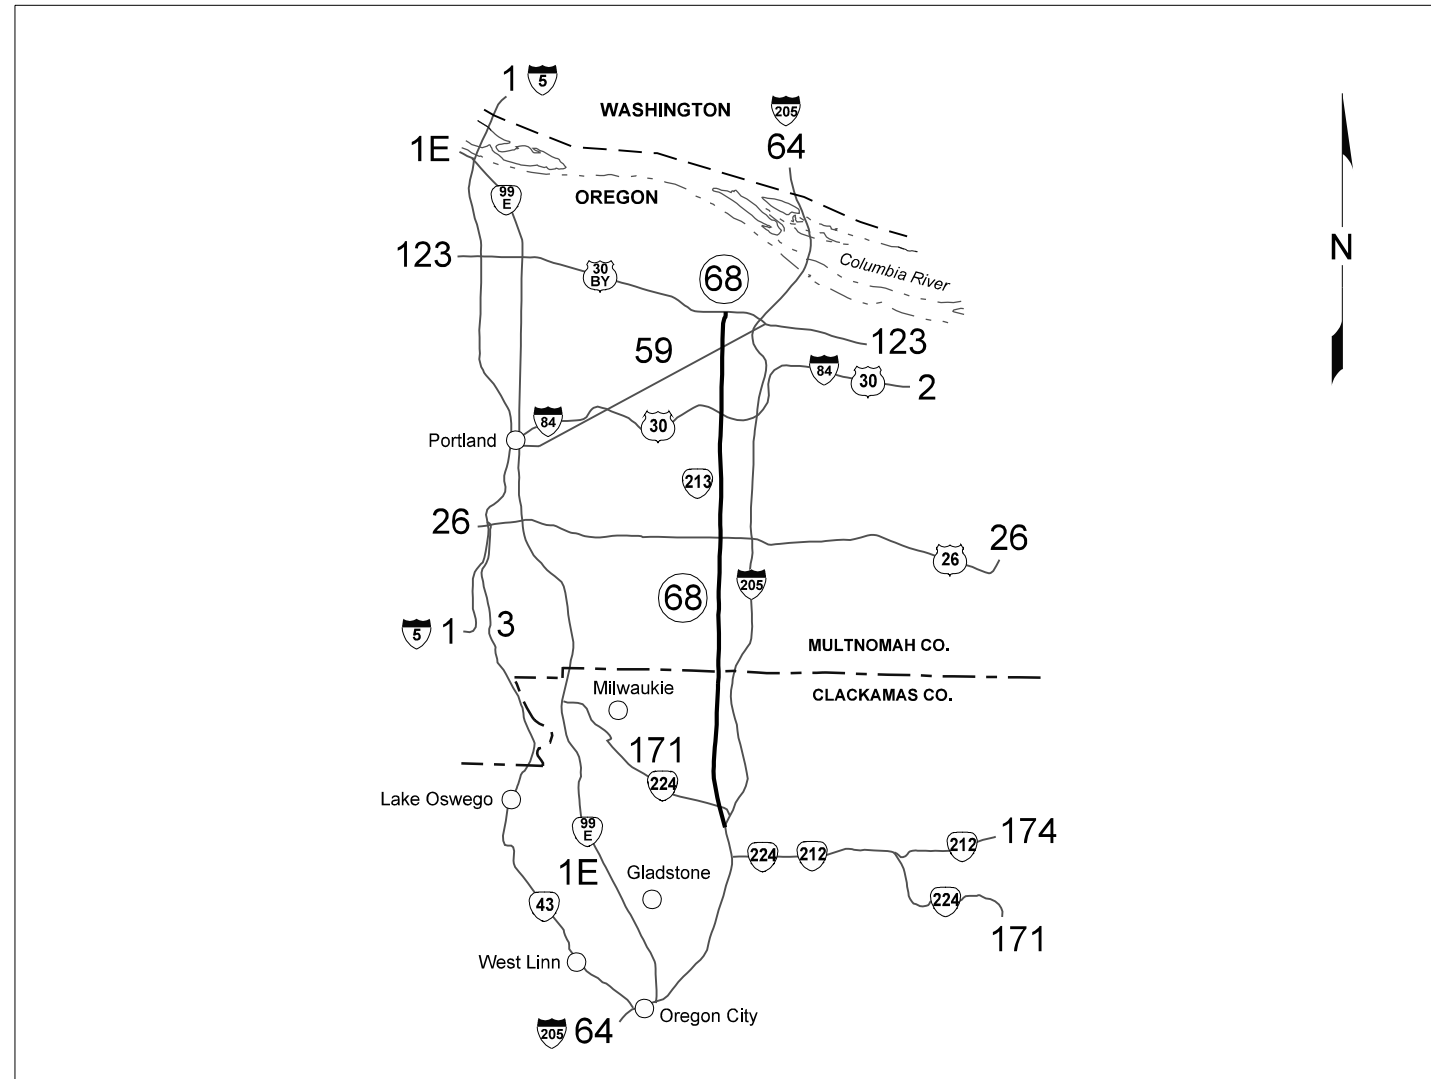 1
5
WASHINGTON
205
64
1E
99
E
OREGON
123
30
BY
68
Columbia River
59
123
84
30
2
84
30
Portland
213
26
26
26
68
205
5
1
3
MULTNOMAH CO.
CLACKAMAS CO.
Milwaukie
171
224
Lake Oswego
99
E
174
212
224
212
1E
Gladstone
43
224
171
West Linn
Oregon City
205
64
N